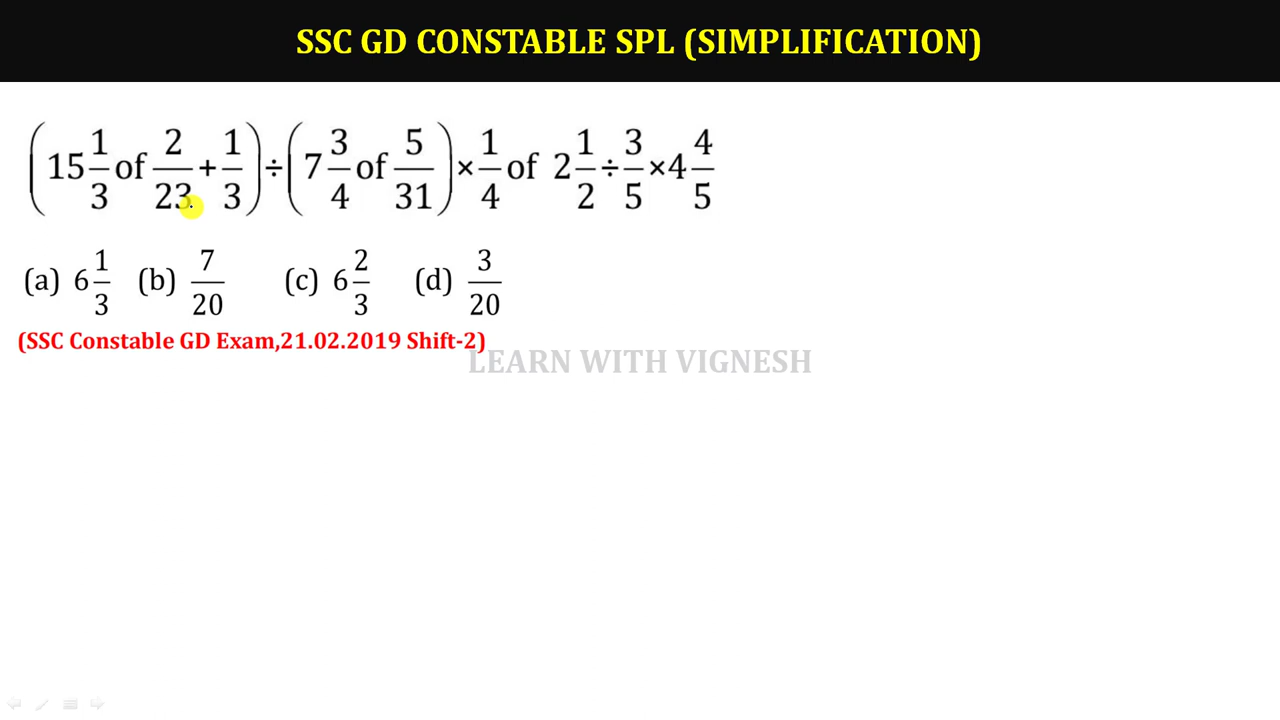 SSC GD CONSTABLE SPL (SIMPLIFICATION)
(15 1/3 of 2/23 + 1/3) ÷ (7 3/4 of 5/31) × 1/4 of 2 1/2 ÷ 3/5 × 4 4/5
(a) 6 1/3 (b) 7/20 (c) 6 2/3 (d) 3/20
(SSC Constable GD Exam,21.02.2019 Shift-2)
LEARN WITH VIGNESH